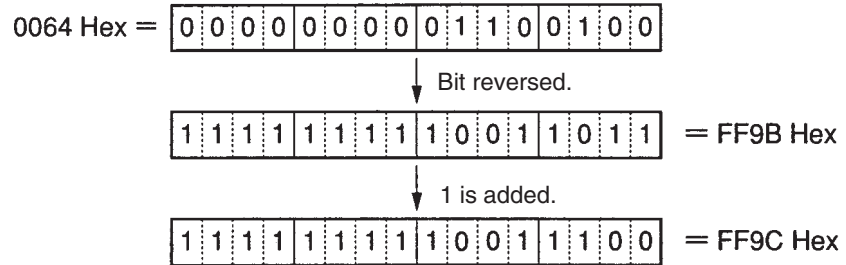 0064 Hex = 0 0 0 0 0 0 0 0 0 1 1 0 0 1 0 0
Bit reversed.
1 1 1 1 1 1 1 1 1 0 0 1 1 0 1 1 = FF9B Hex
1 is added.
1 1 1 1 1 1 1 1 1 0 0 1 1 1 0 0 = FF9C Hex